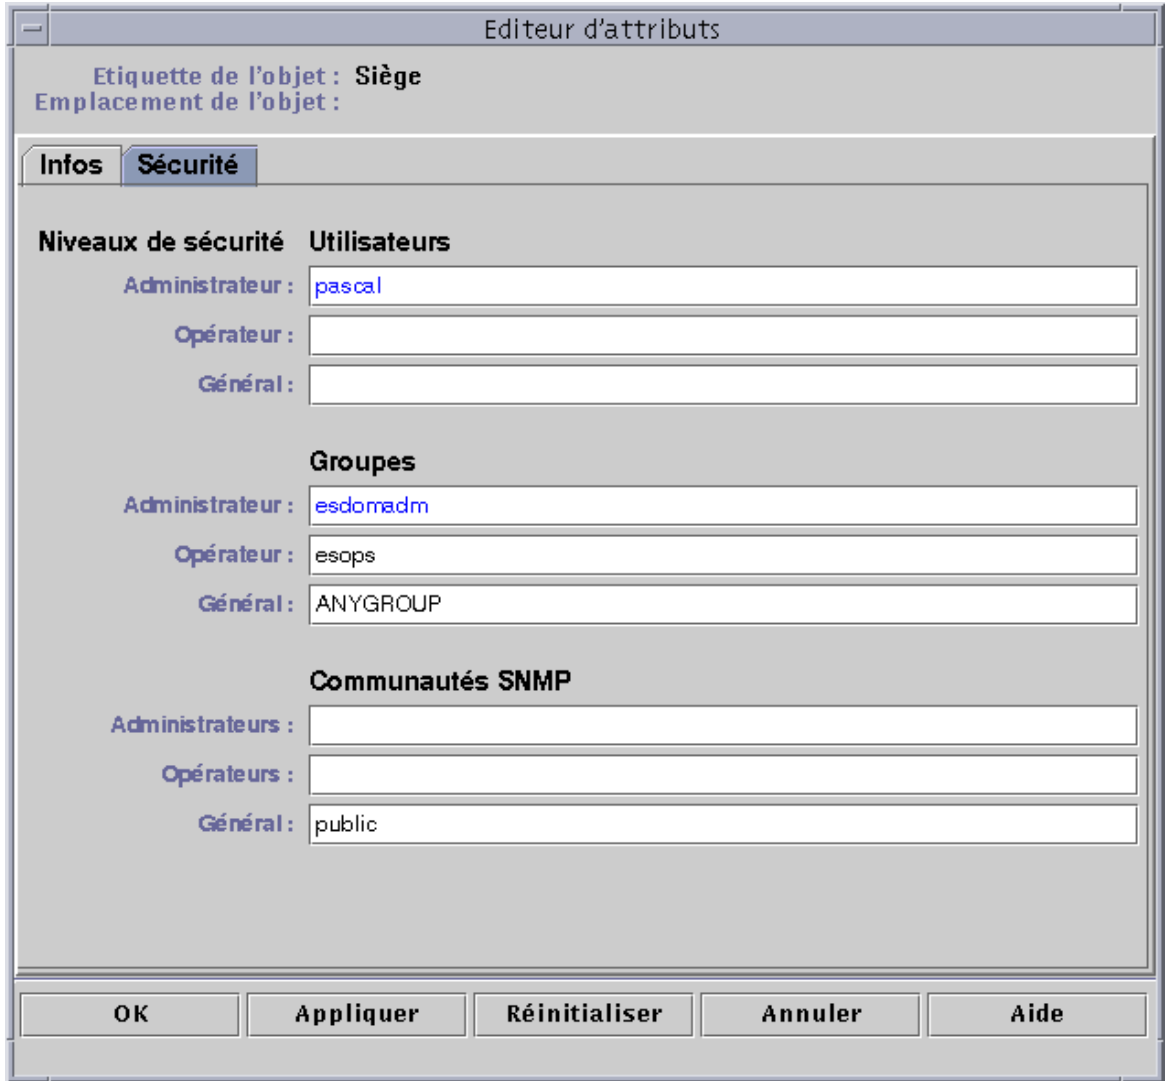 Editeur d'attributs
Etiquette de l'objet : Siège
Emplacement de l'objet :
Infos Sécurité
Niveaux de sécurité Utilisateurs
Administrateur : pascal
Opérateur :
Général :
Groupes
Administrateur : esdomadm
Opérateur : esops
Général : ANYGROUP
Communautés SNMP
Administrateurs :
Opérateurs :
Général : public
OK Appliquer Réinitialiser Annuler Aide